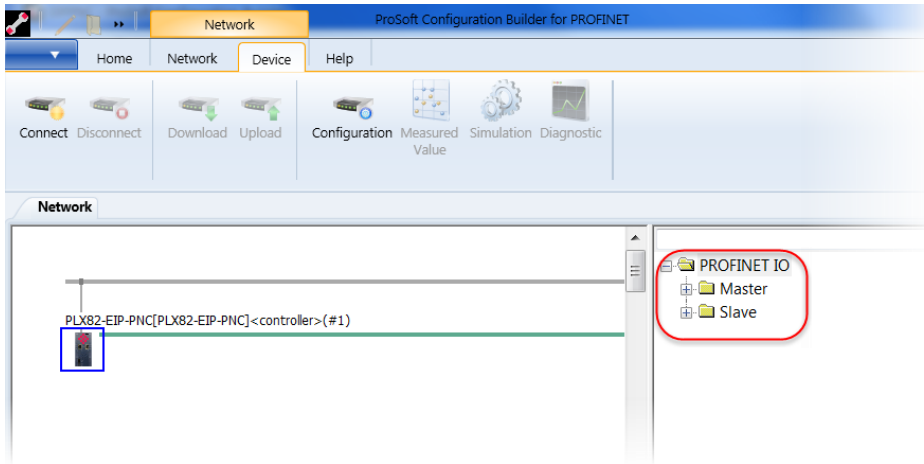 Network
ProSoft Configuration Builder for PROFINET
Home Network Device Help
Connect Disconnect Download Upload Configuration Measured Value Simulation Diagnostic
Network
PROFINET IO
Master
PLX82-EIP-PNC[PLX82-EIP-PNC]<controller>(#1)
Slave